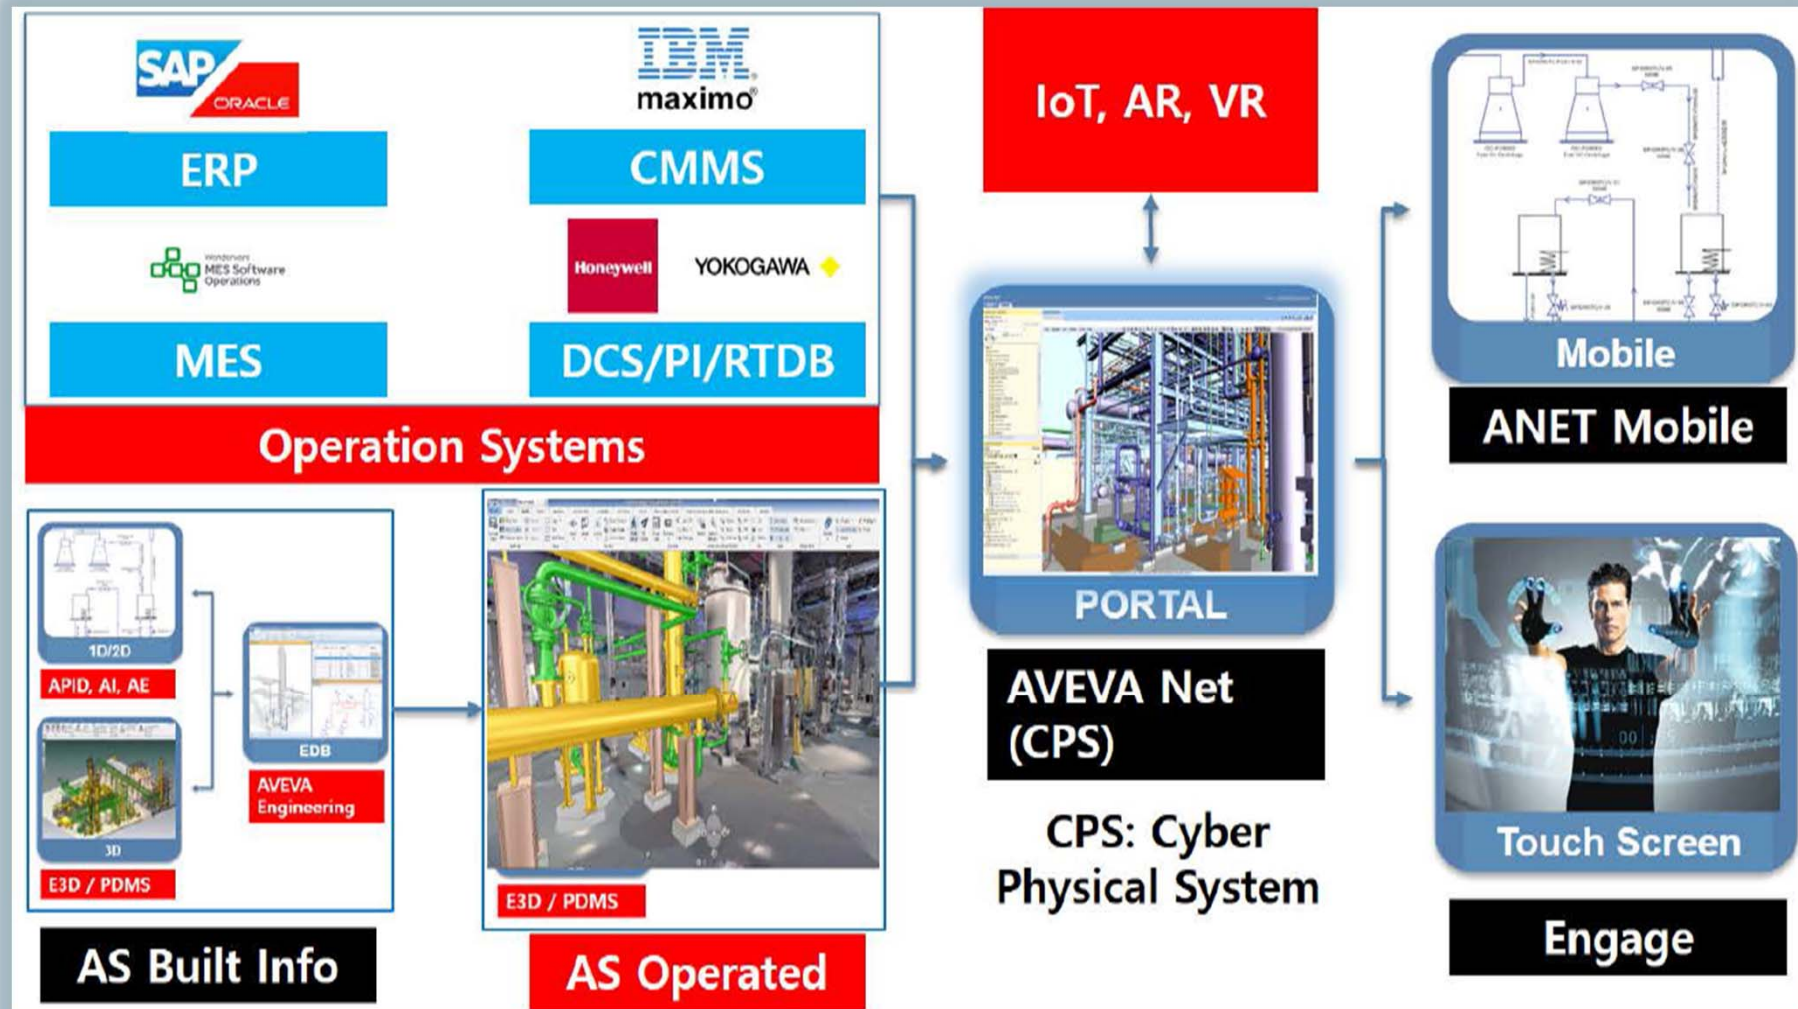 SAP
ORACLE
IBM
maximo
ERP
CMMS
Wonderware
MES Software
Operations
Honeywell
YOKOGAWA
MES
DCS/PI/RTDB
Operation Systems
1D/2D
APID, AI, AE
3D
E3D / PDMS
EDB
AVEVA
Engineering
AS Built Info
E3D / PDMS
AS Operated
IoT, AR, VR
PORTAL
AVEVA Net
(CPS)
CPS: Cyber
Physical System
Mobile
ANET Mobile
Touch Screen
Engage